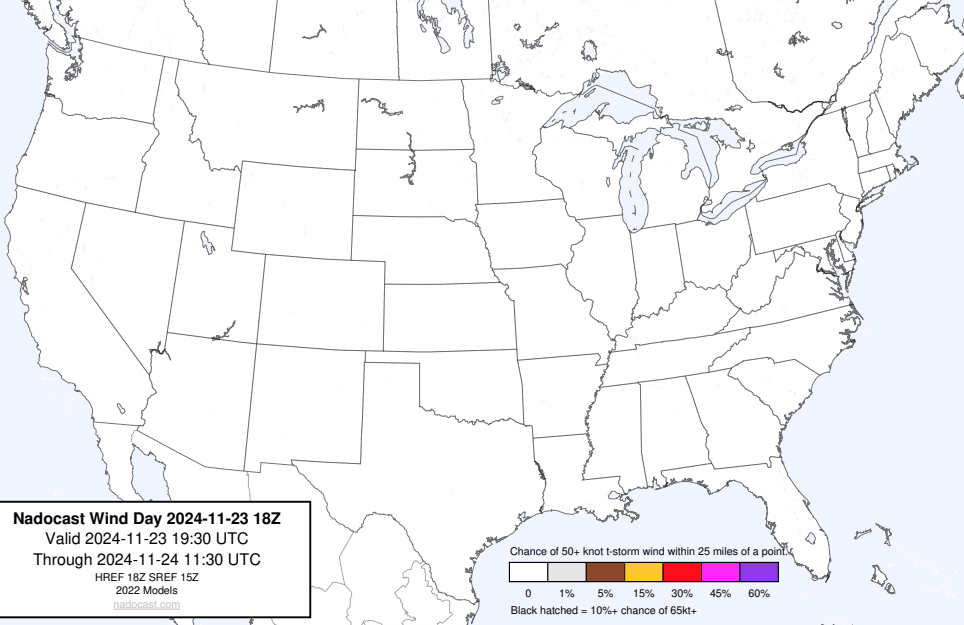 Nadocast Wind Day 2024-11-23 18Z
Valid 2024-11-23 19:30 UTC
Through 2024-11-24 11:30 UTC
HREF 18Z SREF 15Z
2022 Models
nadocast.com
Chance of 50+ knot t-storm wind within 25 miles of a point.
0 1% 5% 15% 30% 45% 60%
Black hatched = 10%+ chance of 65kt+